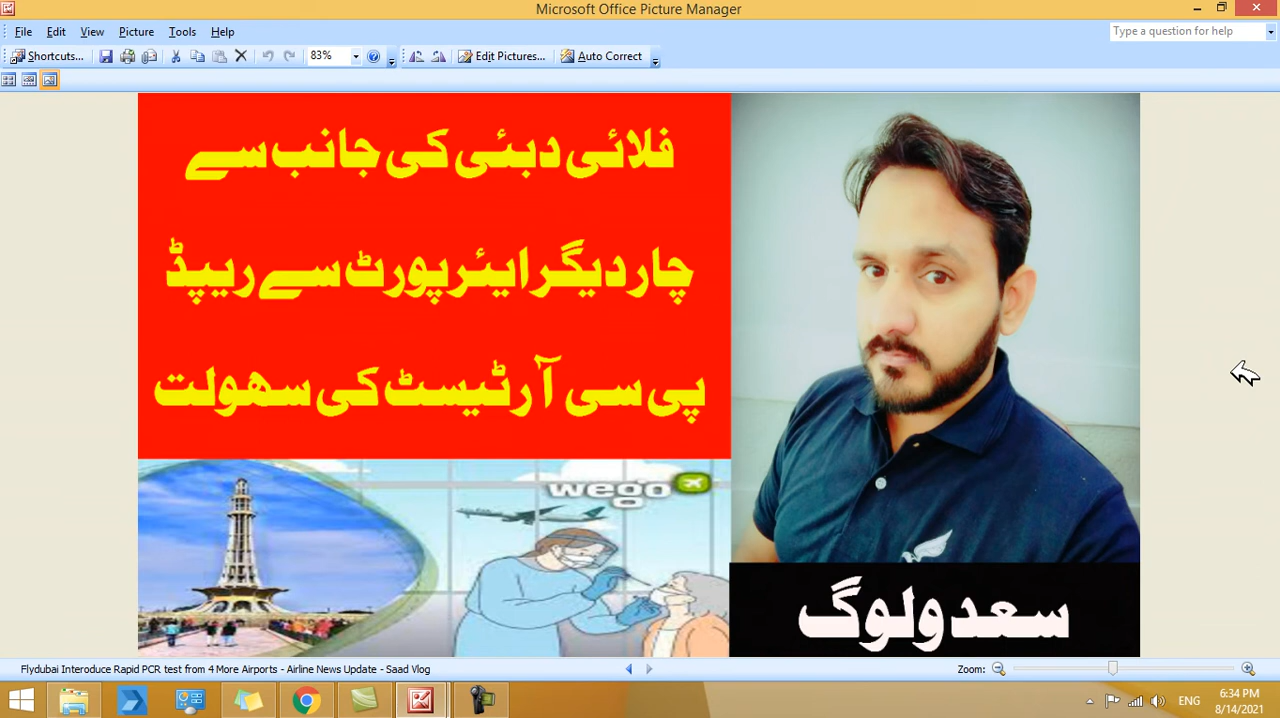 Microsoft Office Picture Manager
File Edit View Picture Tools Help
Type a question for help
Shortcuts...
83%
Edit Pictures...
Auto Correct
فلائی دبئی کی جانب سے
چار دیگر ایئرپورٹ سے ریپڈ
پی سی آر ٹیسٹ کی سہولت
wego
سعد ولوگ
Flydubai Interoduce Rapid PCR test from 4 More Airports - Airline News Update - Saad Vlog
Zoom:
ENG
6:34 PM
8/14/2021